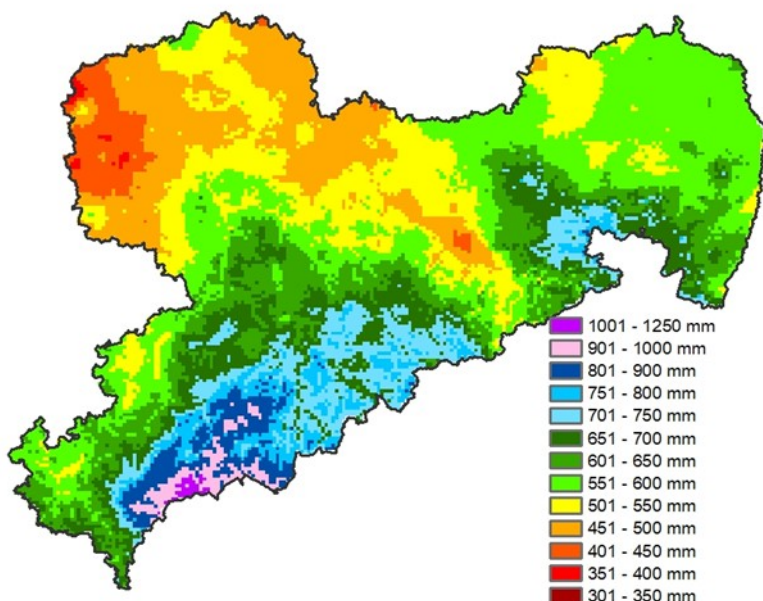 1001 - 1250 mm
901 - 1000 mm
801 - 900 mm
751 - 800 mm
701 - 750 mm
651 - 700 mm
601 - 650 mm
551 - 600 mm
501 - 550 mm
451 - 500 mm
401 - 450 mm
351 - 400 mm
301 - 350 mm